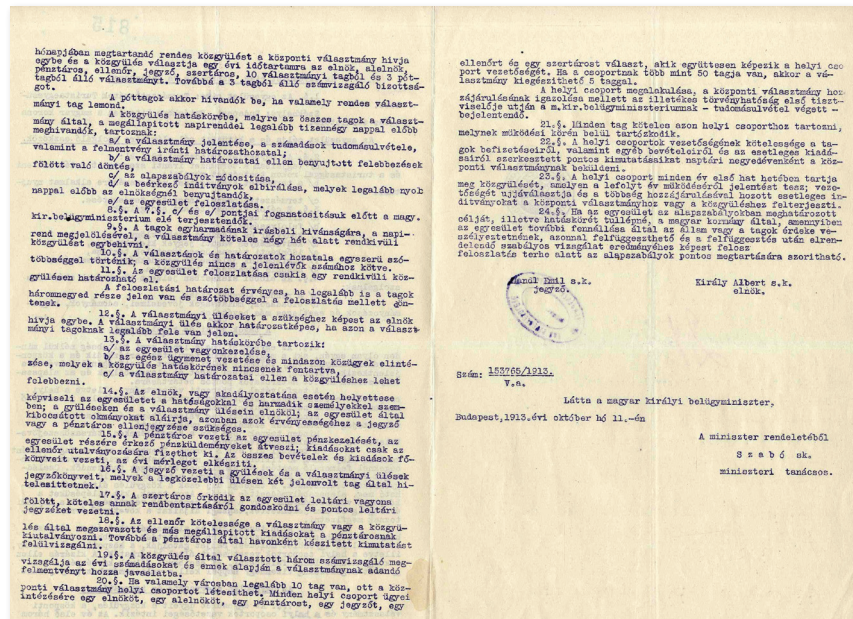 hónapjában megtartandó rendes közgyülést a központi választmány hivja
egybe és a közgyülés választja egy évi időtartamra az elnök, alelnök,
pénztáros, ellenőr, jegyző, szertáros, 10 választmányi tagból és 3 pót-
tagból álló választmányt. Továbbá a 3 tagból álló számvizsgáló bizottsá-
got.
A póttagok akkor hivandók be, ha valamely rendes választ-
mányi tag lemond.
A közgyülés hatáskörébe, melyre az összes tagok a választ-
mány által, a megállapitott napirenddel legalább tizennégy nappal előbb
meghivandók, tartoznak:
a/ a választmány jelentése, a számadások tudomásulvétele,
valamint a felmentvény iránti határozathozatal;
b/ a választmány határozatai ellen benyujtott felebbezések
fölött való döntés,
c/ az alapszabályok módositása,
d/ a beérkező inditványok elbirálása, melyek legalább nyolc
nappal előbb az elnökségnél benyujtandók,
e/ az egyesület feloszlatása.
8.§. A 7.§. c/ és e/ pontjai foganatositásuk előtt a magy.
kir.belügyminiszterium elé terjesztendők.
9.§. A tagok egyharmadának irásbeli kivánságára, a napi-
rend megjelölésével, a választmány köteles négy hét alatt rendkivüli
közgyülést egybehivni.
10.§. A választások és határozatok hozatala egyszerü szó-
többséggel történik; a közgyülés nincs a jelenlévők számához kötve.
11.§. Az egyesület feloszlatása csakis egy rendkivüli köz-
gyülésen határozható el.
A feloszlatási határozat érvényes, ha legalább is a tagok
háromnegyed része jelen van és szótöbbséggel a feloszlatás mellett dön-
tenek.
12.§. A választmányi üléseket a szükséghez képest az elnök
hivja egybe. A választmányi ülés akkor határozatképes, ha azon a választ-
mányi tagoknak legalább fele van jelen.
13.§. A választmány hatáskörébe tartozik:
a/ az egyesület vagyonkezelése,
b/ az egész ügymenet vezetése és mindazon közügyek elinté-
zése, melyek a közgyülés hatáskörének nincsenek fentartva,
c/ a választmány határozatai ellen a közgyüléshez lehet
felebbezni.
14.§. Az elnök, vagy akadályoztatása esetén helyettese
képviseli az egyesületet a hatóságokkal és harmadik személyekkel szem-
ben; a gyüléseken és a választmány ülésein elnököl; az egyesület által
kibocsátott okmányokat aláirja, azonban azok érvényességéhez a jegyző
vagy a pénztáros ellenjegyzése szükséges.
15.§. A pénztáros vezeti az egyesület pénzkezelését, az
egyesület részére érkező pénzküldeményeket átveszi; kiadásokat csak az
ellenőr utalványozására fizethet ki. Az összes bevételek és kiadások fő-
könyveit vezeti, az évi mérleget elkésziti.
16.§. A jegyző vezeti a gyülések és a választmányi ülések
jegyzőkönyveit, melyek a legközelebbi ülésen két jelenvolt tag által hi-
telesittetnek.
17.§. A szertáros őrködik az egyesület leltári vagyona
fölött, köteles annak rendbentartásáról gondoskodni és pontos leltári
jegyzéket vezetni.
18.§. Az ellenőr kötelessége a választmány vagy a közgyü-
lés által megszavazott és más megállapitott kiadásokat a pénztárosnak
kiutalványozni. Továbbá a pénztáros által havonként készitett kimutatást
felülvizsgálni.
19.§. A közgyülés által választott három számvizsgáló meg-
vizsgálja az évi számadásokat és ennek alapján a választmánynak adandó
felmentvényt hozza javaslatba.
20.§. Ha valamely városban legalább 10 tag van, ott a köz-
ponti választmány helyi csoportot létesithet. Minden helyi csoport ügyei
intézésére egy elnököt, egy alelnököt, egy pénztárost, egy jegyzőt, egy
ellenőrt és egy szertárost választ, akik együttesen képezik a helyi cso
port vezetőségét. Ha a csoportnak több mint 50 tagja van, akkor a vá-
lasztmány kiegészithető 5 taggal.
A helyi csoport megalakulása, a központi választmány hoz-
zájárulásának igazolása mellett az illetékes törvényhatóság első tiszt-
viselője utján a m.kir.belügyminiszteriumnak - tudomásulvétel végett -
bejelentendő.
21.§. Minden tag köteles azon helyi csoporthoz tartozni,
melynek működési körén belül tartózkodik.
22.§. A helyi csoportok vezetőségének kötelessége a ta-
gok befizetéseiről, valamint egyéb bevételeiről és az esetleges kiadá-
sairól szerkesztett pontos kimutatásaikat naptári negyedévenként a köz-
ponti választmánynak beküldeni.
23.§. A helyi csoport minden év első hat hetében tartja
meg közgyülését, amelyen a lefolyt év működéséről jelentést tesz; veze-
tőségét ujjáválasztja és a többség hozzájárulásával hozott esetleges in-
ditványokat a központi választmányhoz vagy a közgyüléshez felterjeszti.
24.§. Ha az egyesület az alapszabályokban meghatározott
célját, illetve hatáskörét tullépné, a magyar kormány által, amennyiben
az egyesület további fennállása által az állam vagy a tagok érdeke ve-
szélyeztetnék, azonnal felfüggeszthető és a felfüggesztés után elren-
delendő szabályos vizsgálat eredményéhez képest felosz
feloszlatás terhe alatt az alapszabályok pontos megtartására szoritható.
Emil s.k.
jegyző.
Király Albert s.k.
elnök.
Szám: 153765/1913.
V.a.
Látta a magyar királyi belügyminiszter,
Budapest,1913.évi október hó 11.-én
A miniszter rendeletéből
Szabó sk.
miniszteri tanácsos.